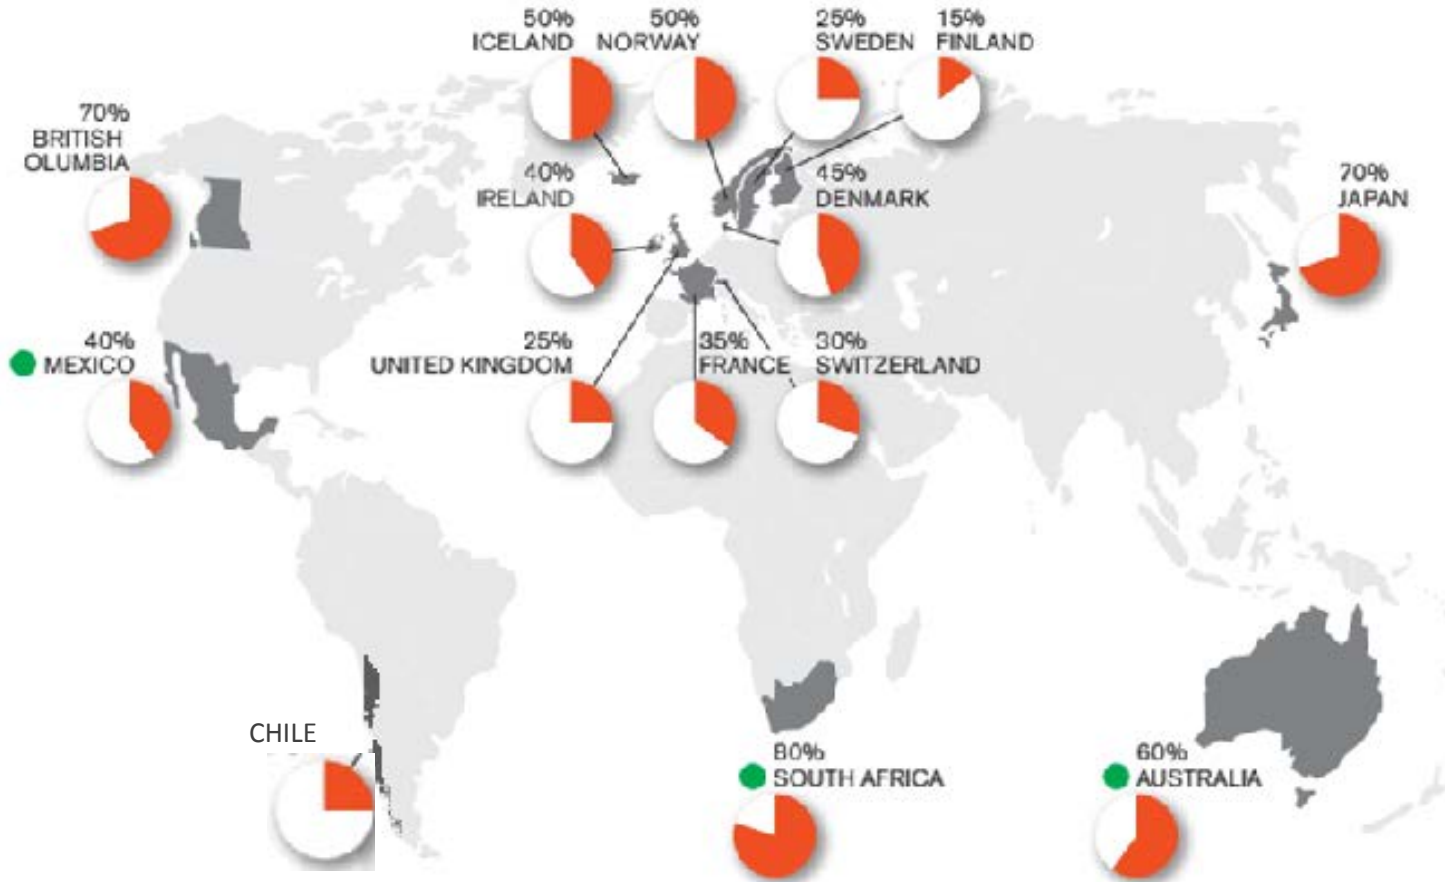 50%
ICELAND
50%
NORWAY
25%
SWEDEN
15%
FINLAND
70%
BRITISH
OLUMBIA
40%
IRELAND
45%
DENMARK
70%
JAPAN
40%
MEXICO
25%
UNITED KINGDOM
35%
FRANCE
30%
SWITZERLAND
CHILE
80%
SOUTH AFRICA
60%
AUSTRALIA